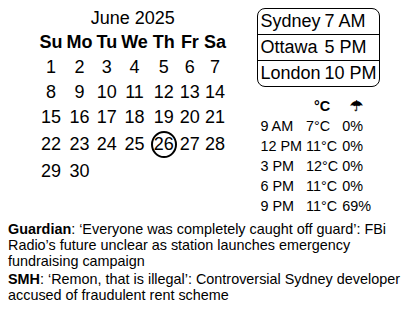 June 2025
Su Mo Tu We Th Fr Sa
1 2 3 4 5 6 7
8 9 10 11 12 13 14
15 16 17 18 19 20 21
22 23 24 25 26 27 28
29 30
Sydney 7 AM
Ottawa 5 PM
London 10 PM
°C ☂
9 AM 7°C 0%
12 PM 11°C 0%
3 PM 12°C 0%
6 PM 11°C 0%
9 PM 11°C 69%
Guardian: ‘Everyone was completely caught off guard’: FBi
Radio’s future unclear as station launches emergency
fundraising campaign
SMH: ‘Remon, that is illegal’: Controversial Sydney developer
accused of fraudulent rent scheme